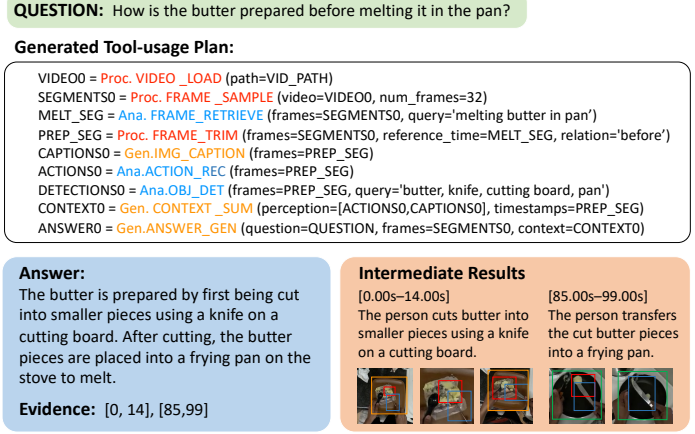 QUESTION: How is the butter prepared before melting it in the pan?
Generated Tool-usage Plan:
VIDEO0 = Proc. VIDEO _LOAD (path=VID_PATH)
SEGMENTS0 = Proc. FRAME _SAMPLE (video=VIDEO0, num_frames=32)
MELT_SEG = Ana. FRAME_RETRIEVE (frames=SEGMENTS0, query='melting butter in pan’)
PREP_SEG = Proc. FRAME_TRIM (frames=SEGMENTS0, reference_time=MELT_SEG, relation='before’)
CAPTIONS0 = Gen.IMG_CAPTION (frames=PREP_SEG)
ACTIONS0 = Ana.ACTION_REC (frames=PREP_SEG)
DETECTIONS0 = Ana.OBJ_DET (frames=PREP_SEG, query='butter, knife, cutting board, pan')
CONTEXT0 = Gen. CONTEXT _SUM (perception=[ACTIONS0,CAPTIONS0], timestamps=PREP_SEG)
ANSWER0 = Gen.ANSWER_GEN (question=QUESTION, frames=SEGMENTS0, context=CONTEXT0)
Answer:
The butter is prepared by first being cut
into smaller pieces using a knife on a
cutting board. After cutting, the butter
pieces are placed into a frying pan on the
stove to melt.
Evidence: [0, 14], [85,99]
Intermediate Results
[0.00s–14.00s]
The person cuts butter into
smaller pieces using a knife
on a cutting board.
[85.00s–99.00s]
The person transfers
the cut butter pieces
into a frying pan.